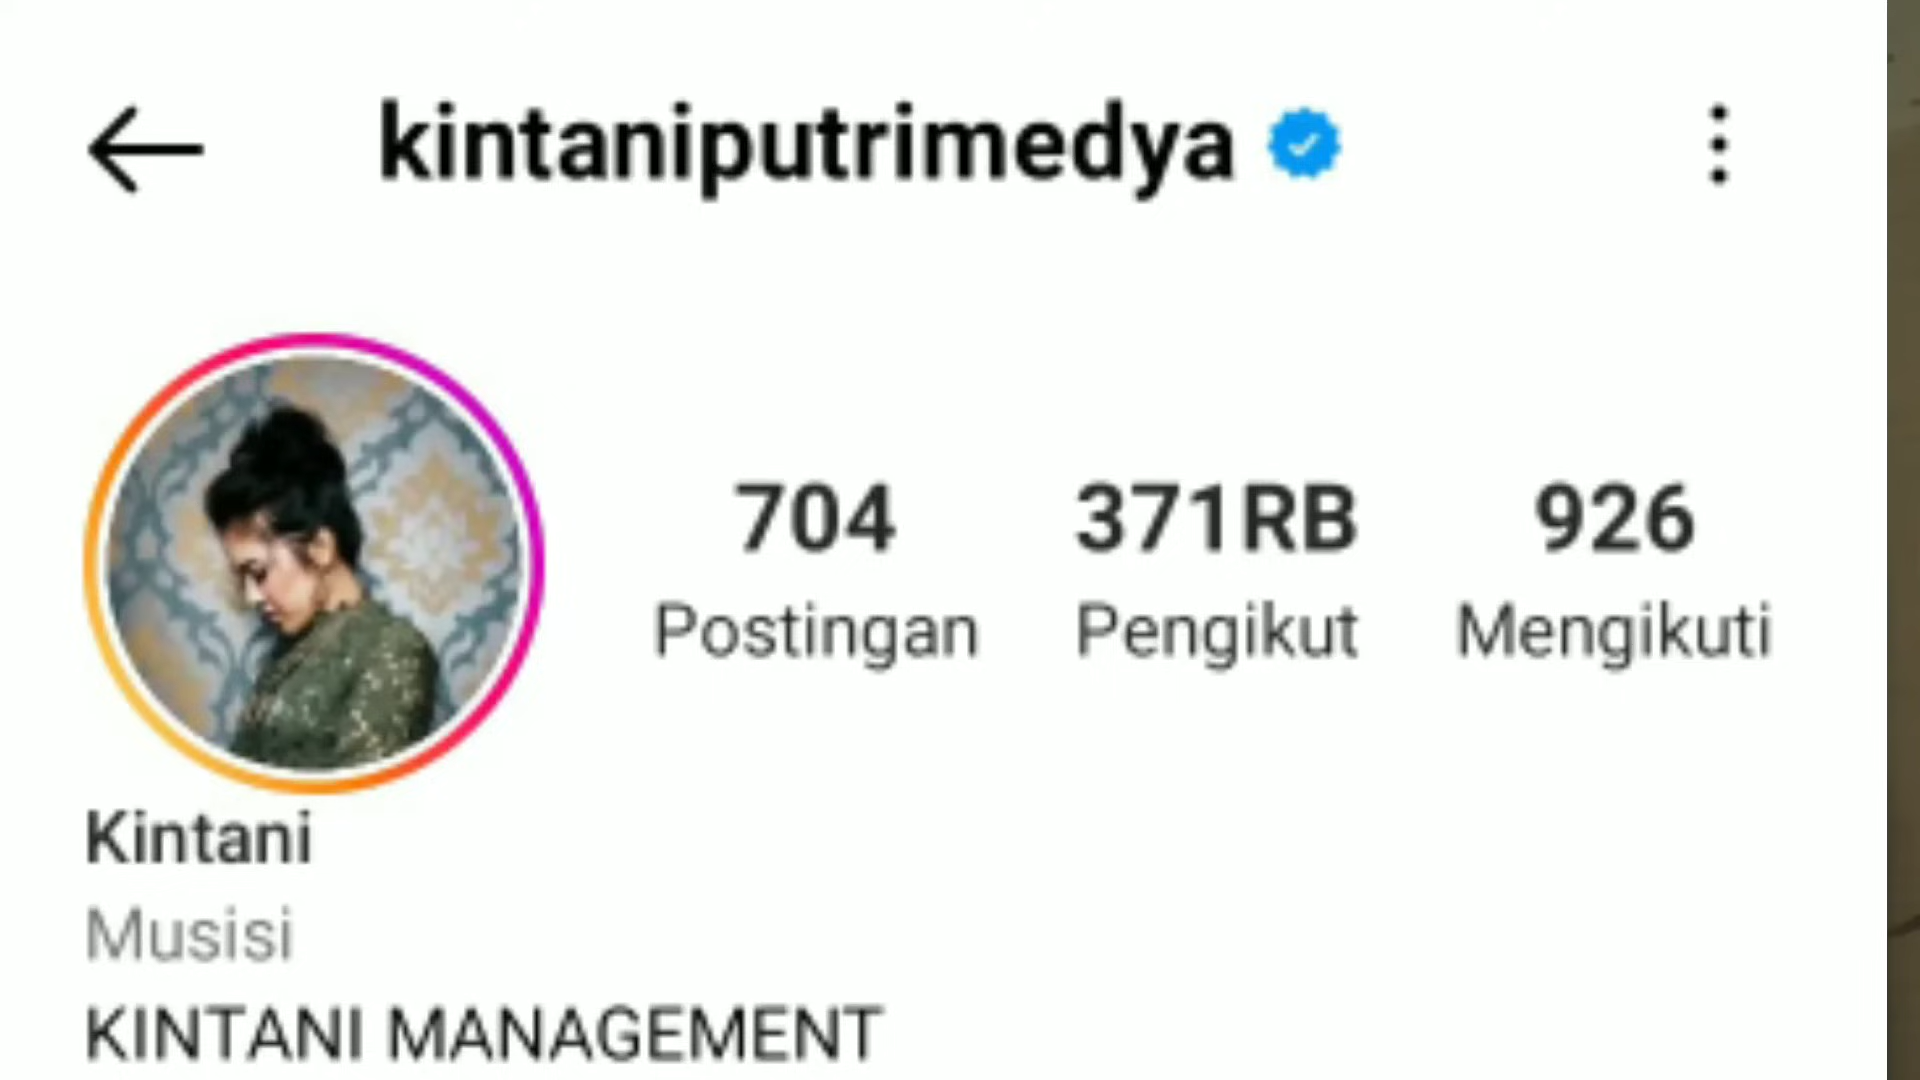 kintaniputrimedya
704 371RB 926
Postingan Pengikut Mengikuti
Kintani
Musisi
KINTANI MANAGEMENT